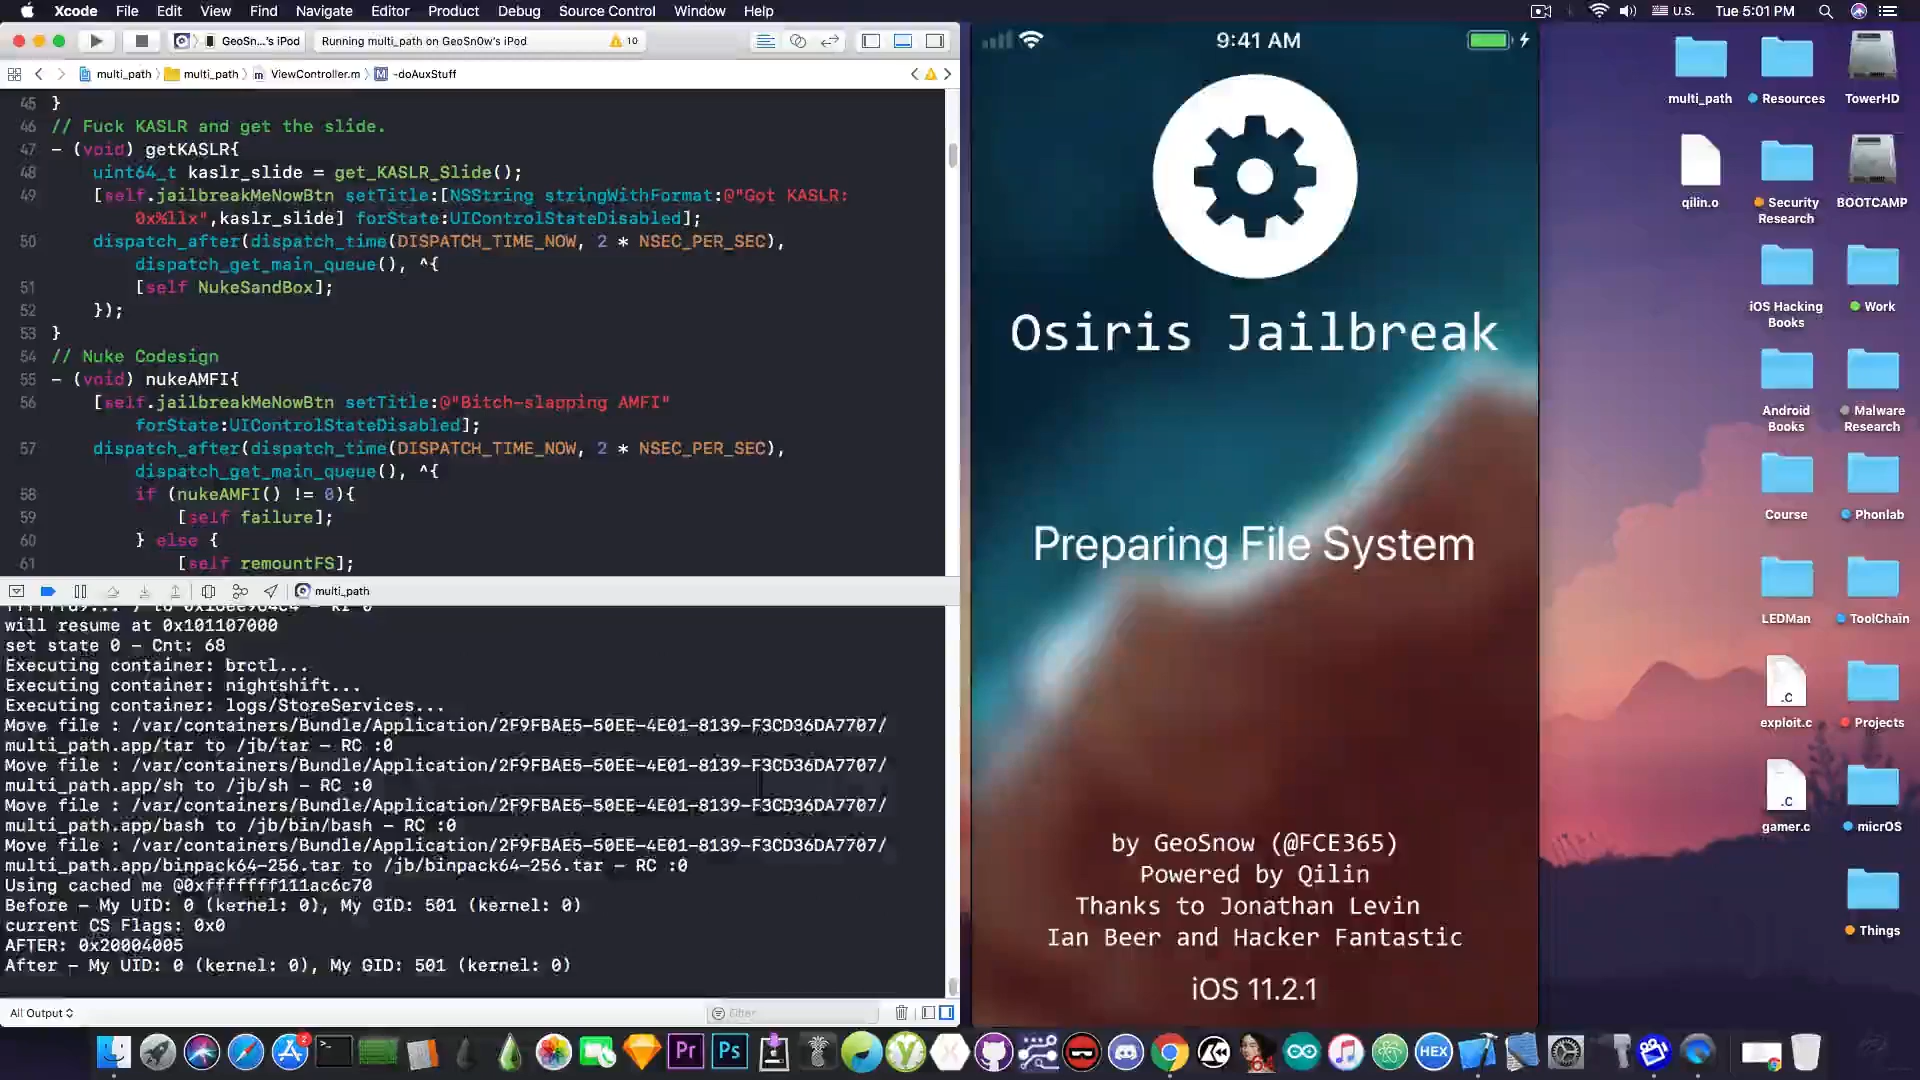 Xcode File Edit View Find Navigate Editor Product Debug Source Control Window Help
U.S. Tue 5:01 PM
GeoSn...'s iPod
Running multi_path on GeoSn0w's iPod
10
multi_path multi_path ViewController.m M -doAuxStuff
45 }
46 // Fuck KASLR and get the slide.
47 - (void) getKASLR{
48 uint64_t kaslr_slide = get_KASLR_Slide();
49 [self.jailbreakMeNowBtn setTitle:[NSString stringWithFormat:@"Got KASLR:
0x%llx",kaslr_slide] forState:UIControlStateDisabled];
50 dispatch_after(dispatch_time(DISPATCH_TIME_NOW, 2 * NSEC_PER_SEC),
dispatch_get_main_queue(), ^{
51 [self NukeSandBox];
52 });
53 }
54 // Nuke Codesign
55 - (void) nukeAMFI{
56 [self.jailbreakMeNowBtn setTitle:@"Bitch-slapping AMFI"
forState:UIControlStateDisabled];
57 dispatch_after(dispatch_time(DISPATCH_TIME_NOW, 2 * NSEC_PER_SEC),
dispatch_get_main_queue(), ^{
58 if (nukeAMFI() != 0){
59 [self failure];
60 } else {
61 [self remountFS];
multi_path
will resume at 0x101107000
set state 0 - Cnt: 68
Executing container: brctl...
Executing container: nightshift...
Executing container: logs/StoreServices...
Move file : /var/containers/Bundle/Application/2F9FBAE5-50EE-4E01-8139-F3CD36DA7707/
multi_path.app/tar to /jb/tar - RC :0
Move file : /var/containers/Bundle/Application/2F9FBAE5-50EE-4E01-8139-F3CD36DA7707/
multi_path.app/sh to /jb/sh - RC :0
Move file : /var/containers/Bundle/Application/2F9FBAE5-50EE-4E01-8139-F3CD36DA7707/
multi_path.app/bash to /jb/bin/bash - RC :0
Move file : /var/containers/Bundle/Application/2F9FBAE5-50EE-4E01-8139-F3CD36DA7707/
multi_path.app/binpack64-256.tar to /jb/binpack64-256.tar - RC :0
Using cached me @0xfffffff111ac6c70
Before - My UID: 0 (kernel: 0), My GID: 501 (kernel: 0)
current CS Flags: 0x0
AFTER: 0x20004005
After - My UID: 0 (kernel: 0), My GID: 501 (kernel: 0)
All Output
Filter
9:41 AM
Osiris Jailbreak
Preparing File System
by GeoSnow (@FCE365)
Powered by Qilin
Thanks to Jonathan Levin
Ian Beer and Hacker Fantastic
iOS 11.2.1
multi_path
Resources
TowerHD
qilin.o
Security
Research
BOOTCAMP
iOS Hacking
Books
Work
Android
Books
Malware
Research
Course
Phonlab
LEDMan
ToolChain
.C
exploit.c
Projects
.C
gamer.c
micrOS
Things
2
Pr
Ps
HEX